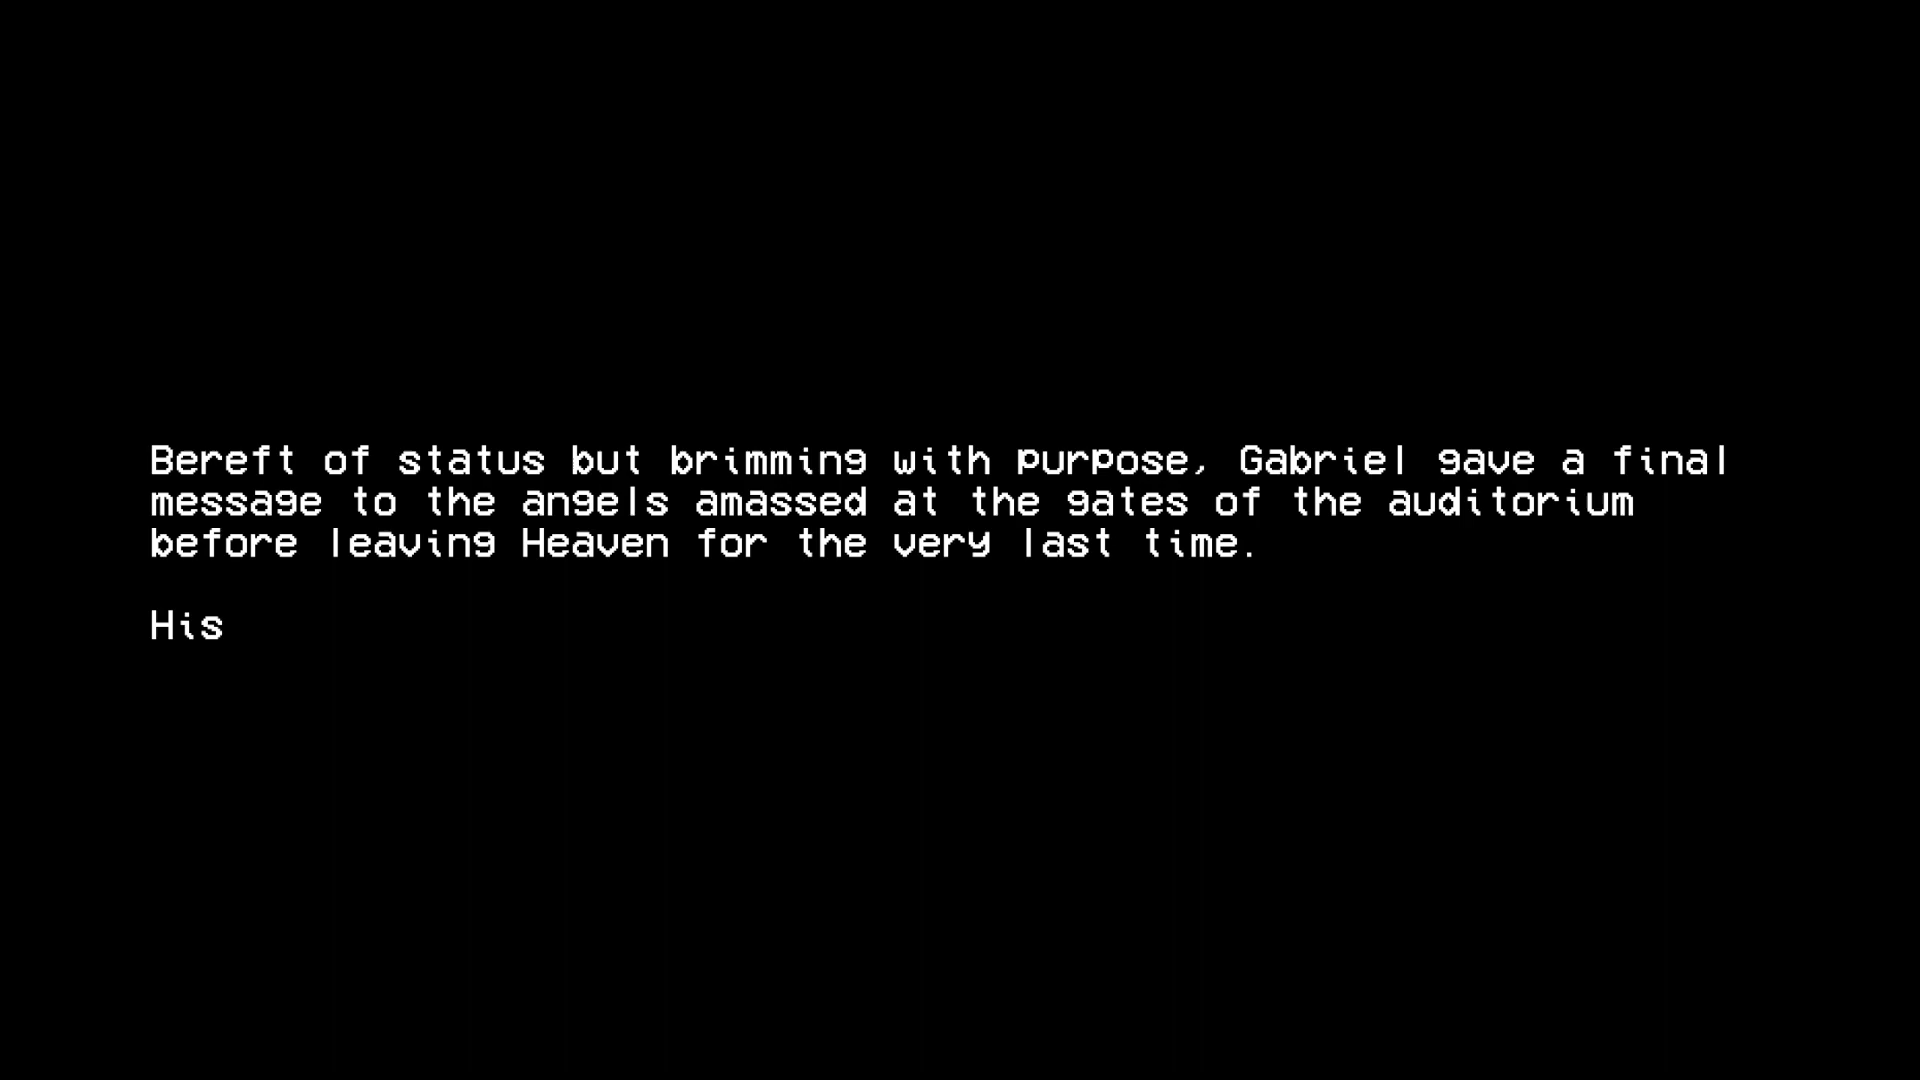 Bereft of status but brimming with purpose, Gabriel gave a final
message to the angels amassed at the gates of the auditorium
before leaving Heaven for the very last time.
His